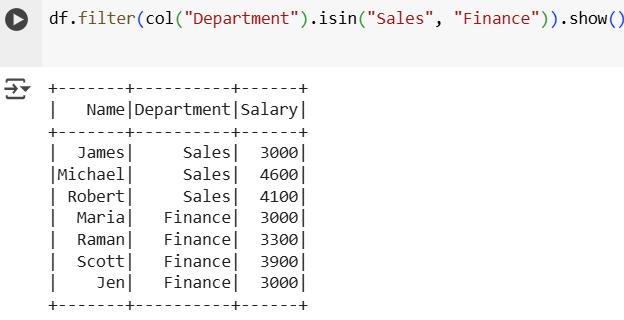 df.filter(col("Department").isin("Sales", "Finance")).show()
+-------+----------+------+
|   Name|Department|Salary|
+-------+----------+------+
|  James|     Sales|  3000|
|Michael|     Sales|  4600|
| Robert|     Sales|  4100|
|  Maria|   Finance|  3000|
|  Raman|   Finance|  3300|
|  Scott|   Finance|  3900|
|    Jen|   Finance|  3000|
+-------+----------+------+